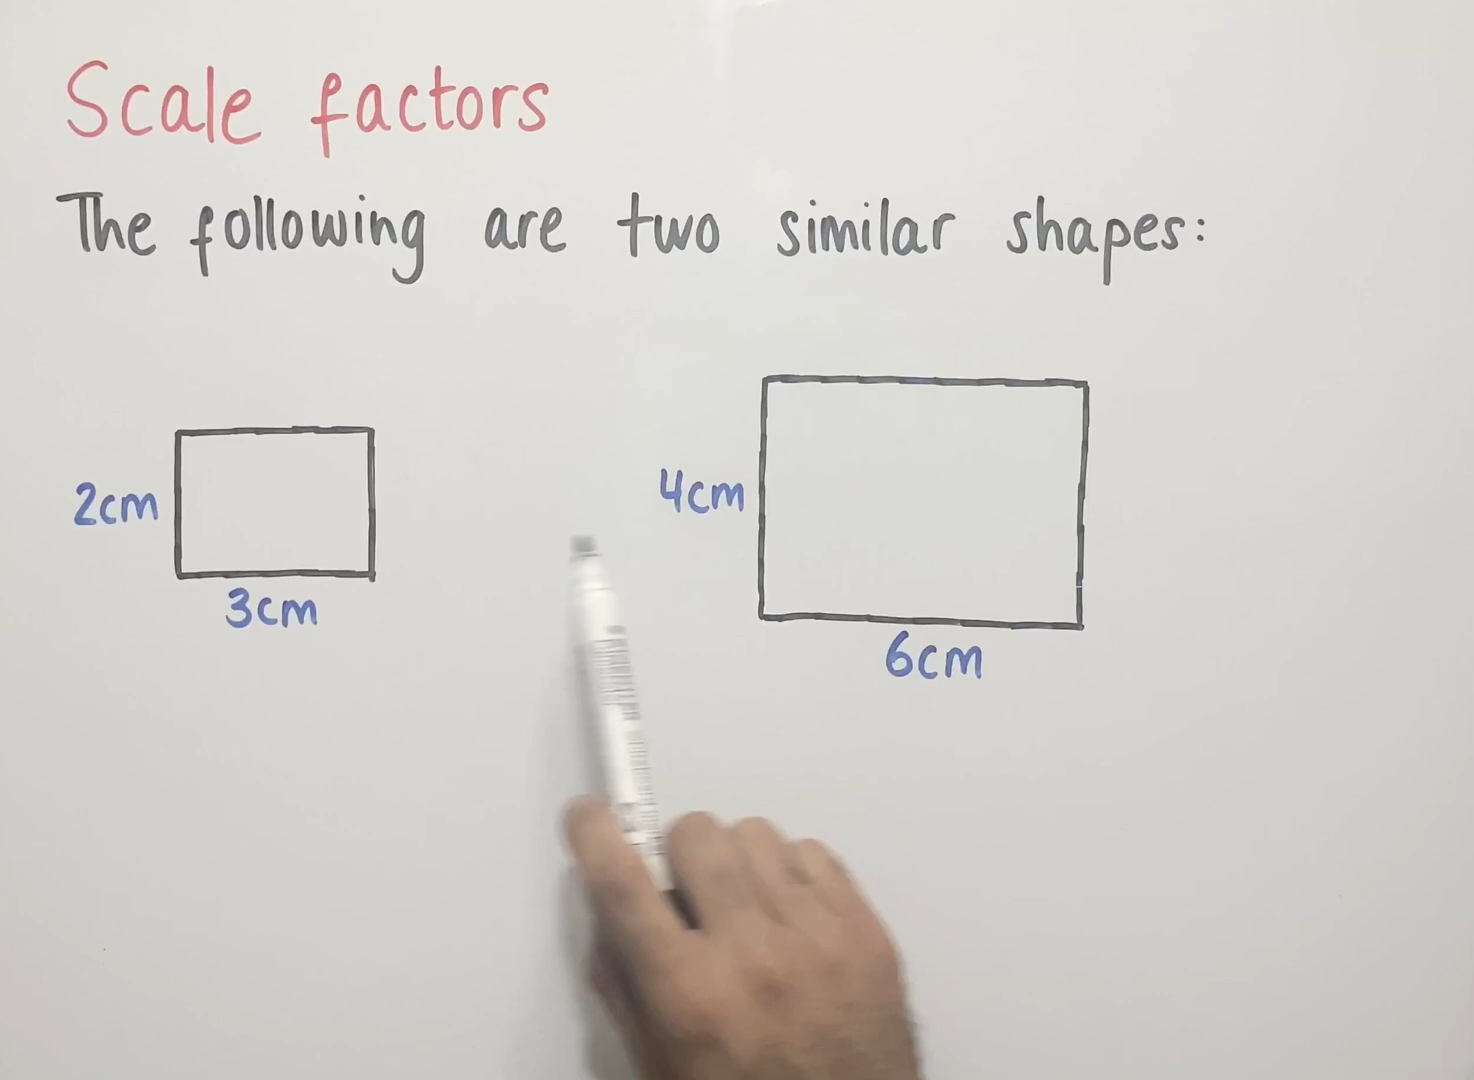 Scale factors
The following are two similar shapes:
2cm
3cm
4cm
6cm